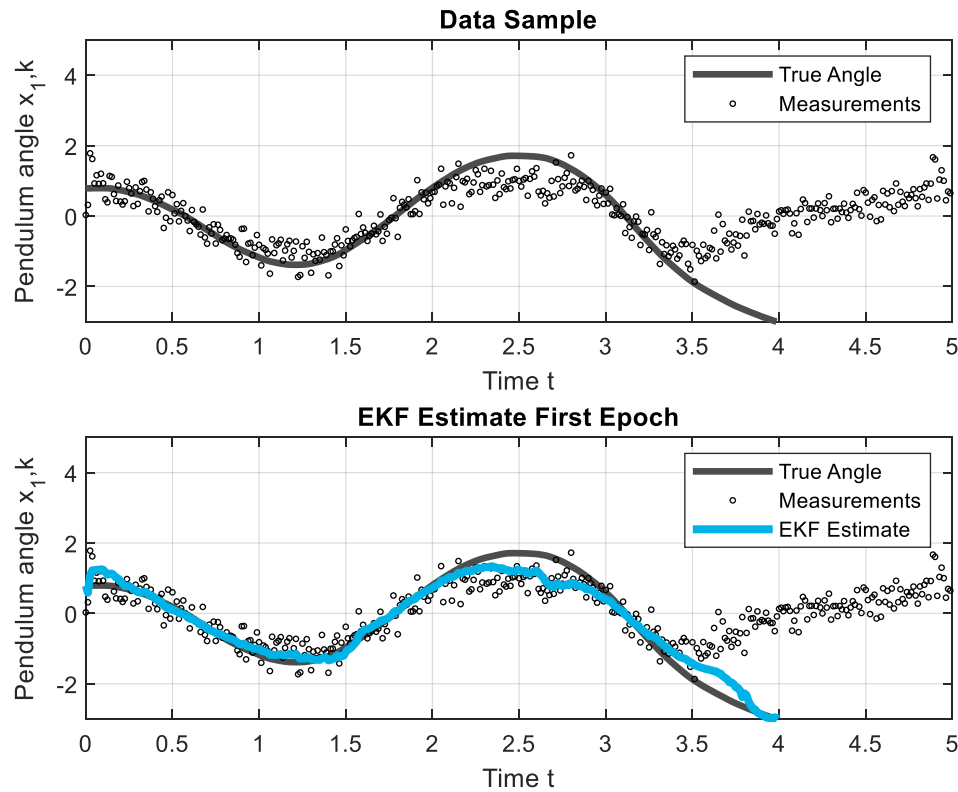 Data Sample
Pendulum angle x1,k
4
2
0
-2
True Angle
Measurements
0 0.5 1 1.5 2 2.5 3 3.5 4 4.5 5
Time t
EKF Estimate First Epoch
Pendulum angle x1,k
4
2
0
-2
True Angle
Measurements
EKF Estimate
0 0.5 1 1.5 2 2.5 3 3.5 4 4.5 5
Time t